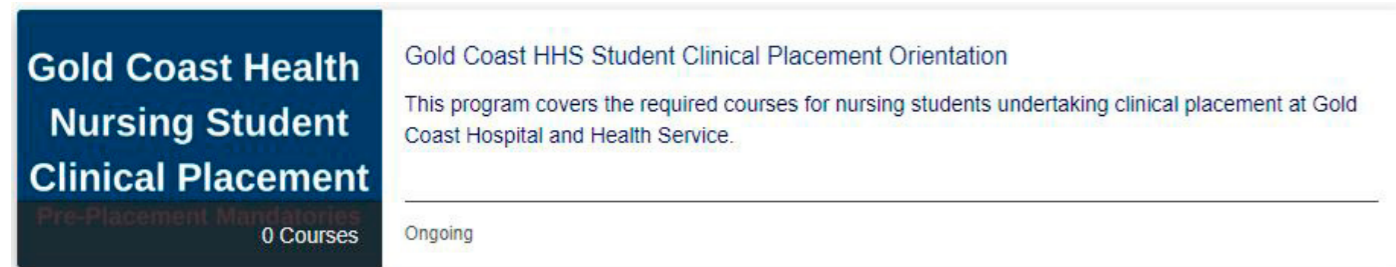 Gold Coast Health
Nursing Student
Clinical Placement
Pre-Placement Mandatories
0 Courses
Gold Coast HHS Student Clinical Placement Orientation
This program covers the required courses for nursing students undertaking clinical placement at Gold
Coast Hospital and Health Service.
Ongoing